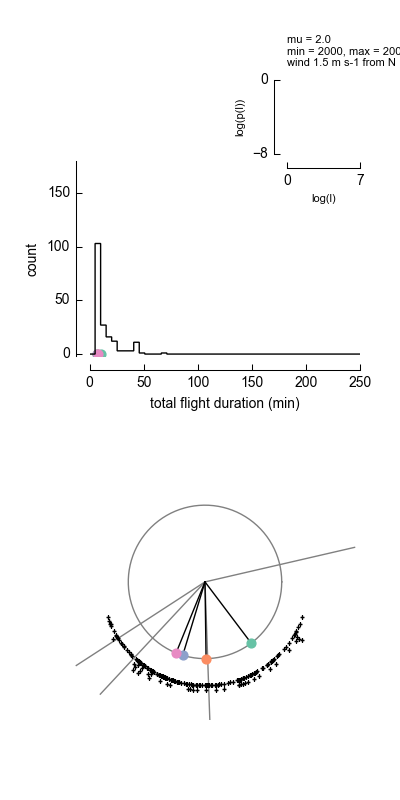 mu = 2.0
min = 2000, max = 200
wind 1.5 m s-1 from N
0
log(p(l))
−8
0 7
log(l)
150
100
50
0
count
0 50 100 150 200 250
total flight duration (min)